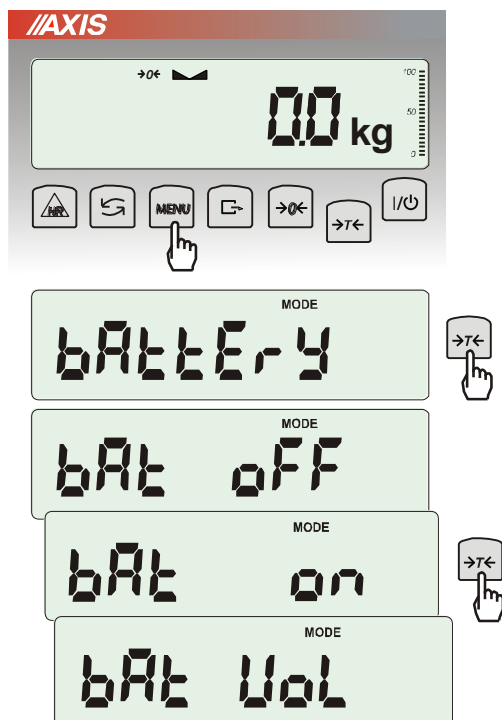 //AXIS
→0←
100
0.0 kg
50
0
HR MENU →0← →T← I/⏻
MODE
bAttErY
→T←
MODE
bAt oFF
MODE
bAt on
→T←
MODE
bAt UoL